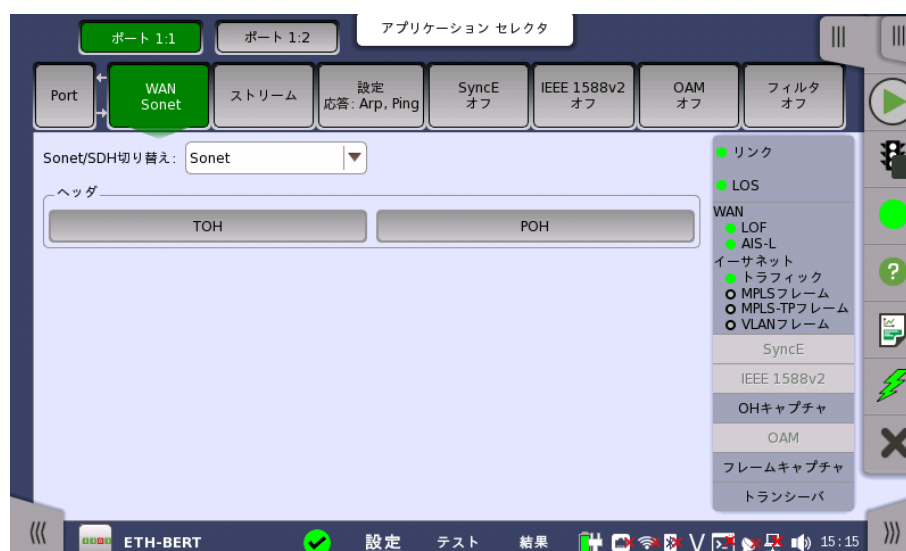 アプリケーション セレクタ
ポート 1:1
ポート 1:2
Port
WAN
Sonet
ストリーム
設定
応答: Arp, Ping
SyncE
オフ
IEEE 1588v2
オフ
OAM
オフ
フィルタ
オフ
Sonet/SDH切り替え:
Sonet
ヘッダ
TOH
POH
リンク
LOS
WAN
LOF
AIS-L
イーサネット
トラフィック
MPLSフレーム
MPLS-TPフレーム
VLANフレーム
SyncE
IEEE 1588v2
OHキャプチャ
OAM
フレームキャプチャ
トランシーバ
ETH-BERT
設定
テスト
結果
15:15